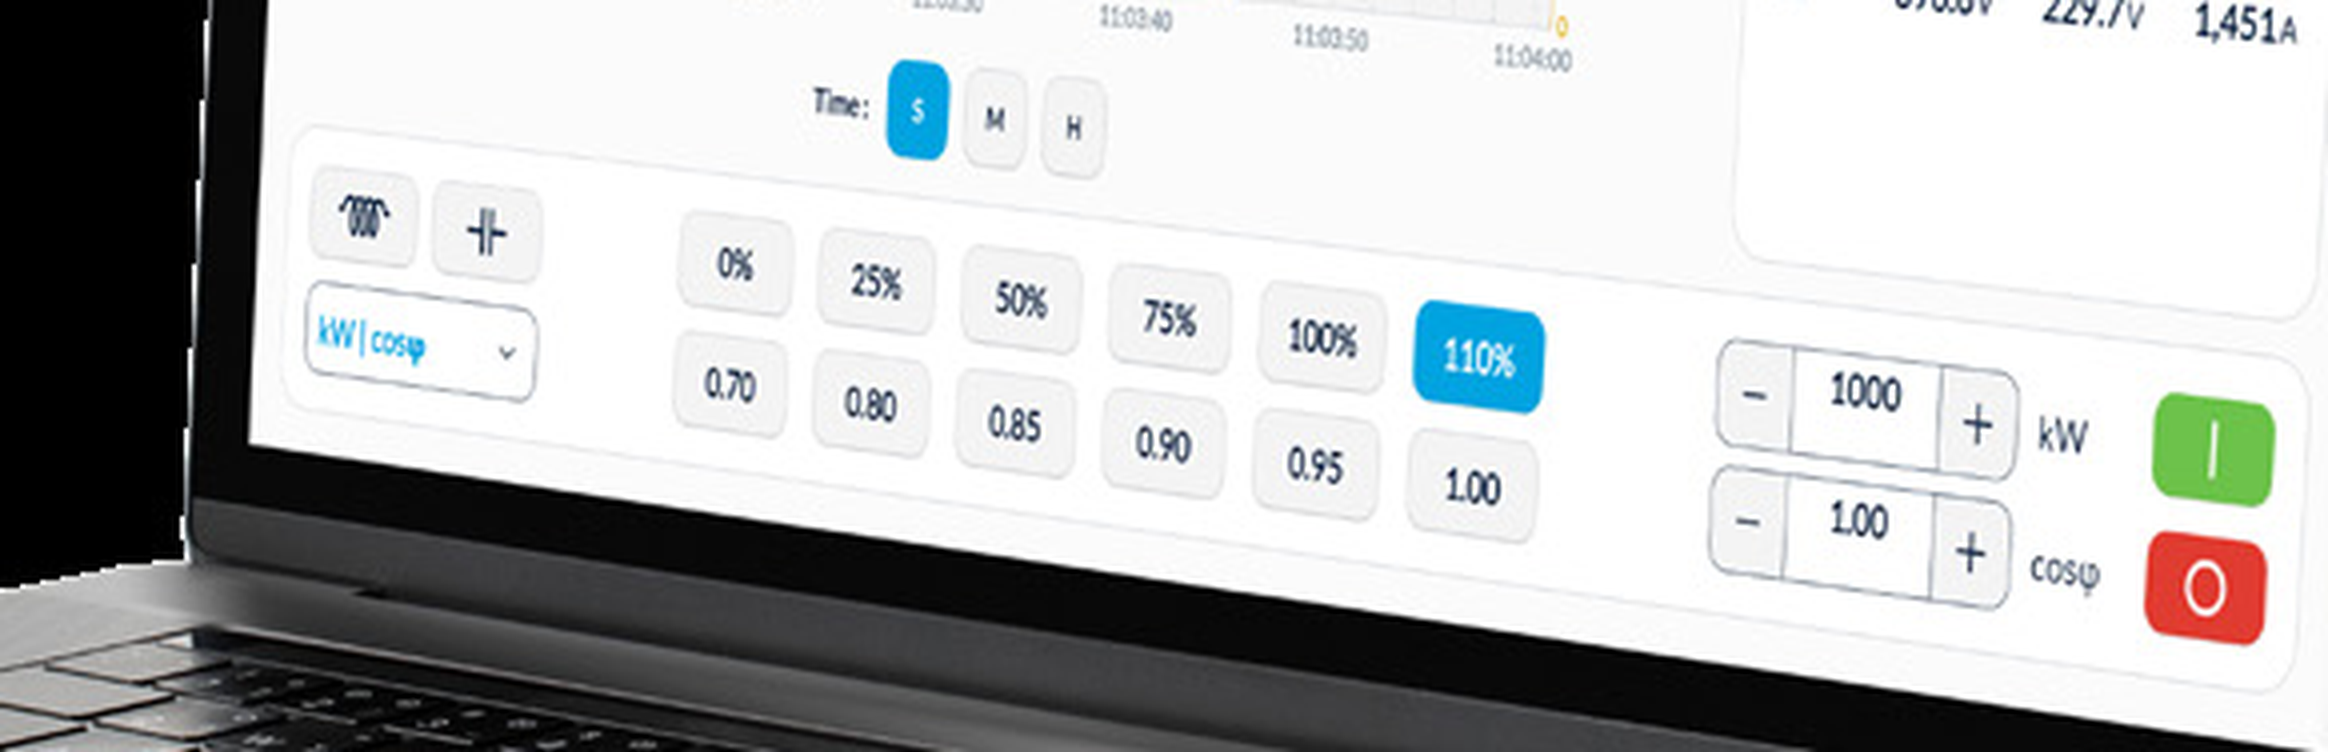 11:03:40 11:03:50 11:04:00 0
229.7V 1,451A
Time: S M H
0% 25% 50% 75% 100% 110%
kW | cosφ
0.70 0.80 0.85 0.90 0.95 1.00
− 1000 + kW
− 1.00 + cosφ